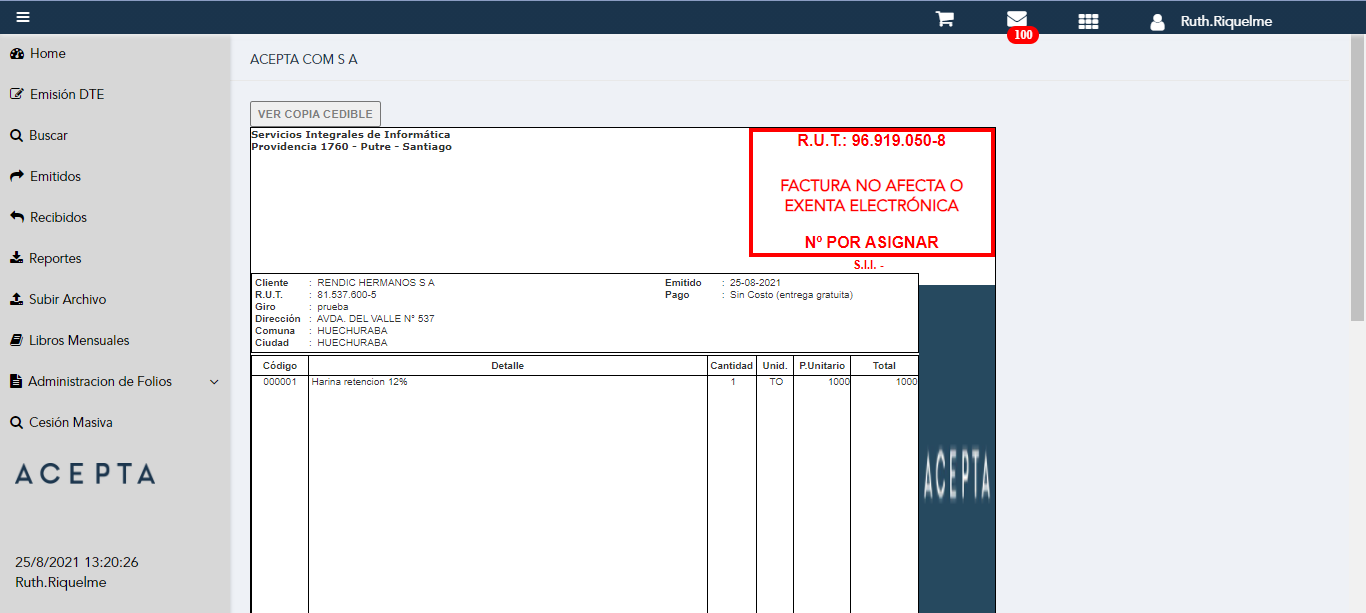 100
Ruth.Riquelme
Home
Emisión DTE
Buscar
Emitidos
Recibidos
Reportes
Subir Archivo
Libros Mensuales
Administracion de Folios
Cesión Masiva
ACEPTA
25/8/2021 13:20:26
Ruth.Riquelme
ACEPTA COM S A
VER COPIA CEDIBLE
Servicios Integrales de Informática
Providencia 1760 - Putre - Santiago
R.U.T.: 96.919.050-8
FACTURA NO AFECTA O
EXENTA ELECTRÓNICA
Nº POR ASIGNAR
S.I.I. -
Cliente : RENDIC HERMANOS S A Emitido : 25-08-2021
R.U.T. : 81.537.600-5 Pago : Sin Costo (entrega gratuita)
Giro : prueba
Dirección : AVDA. DEL VALLE N° 537
Comuna : HUECHURABA
Ciudad : HUECHURABA
Código Detalle Cantidad Unid. P.Unitario Total
000001 Harina retencion 12% 1 TO 1000 1000
ACEPTA